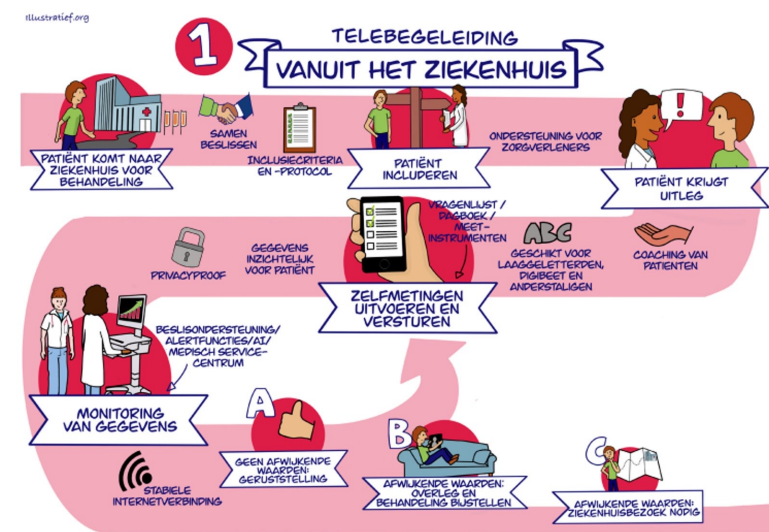 Illustratief.org
1
TELEBEGELEIDING
VANUIT HET ZIEKENHUIS
PATIËNT KOMT NAAR
ZIEKENHUIS VOOR
BEHANDELING
SAMEN
BESLISSEN
INCLUSIECRITERIA
EN -PROTOCOL
PATIËNT
INCLUDEREN
ONDERSTEUNING VOOR
ZORGVERLENERS
!
PATIËNT KRIJGT
UITLEG
PRIVACYPROOF
GEGEVENS
INZICHTELIJK
VOOR PATIËNT
VRAGENLIJST /
DAGBOEK /
MEET-
INSTRUMENTEN
ZELFMETINGEN
UITVOEREN EN
VERSTUREN
ABC
GESCHIKT VOOR
LAAGGELETTERDEN,
DIGIBEET EN
ANDERSTALIGEN
COACHING VAN
PATIENTEN
BESLISONDERSTEUNING/
ALERTFUNCTIES/AI/
MEDISCH SERVICE-
CENTRUM
MONITORING
VAN GEGEVENS
STABIELE
INTERNETVERBINDING
A
GEEN AFWIJKENDE
WAARDEN:
GERUSTSTELLING
B
AFWIJKENDE WAARDEN:
OVERLEG EN
BEHANDELING BIJSTELLEN
C
AFWIJKENDE WAARDEN:
ZIEKENHUISBEZOEK NODIG